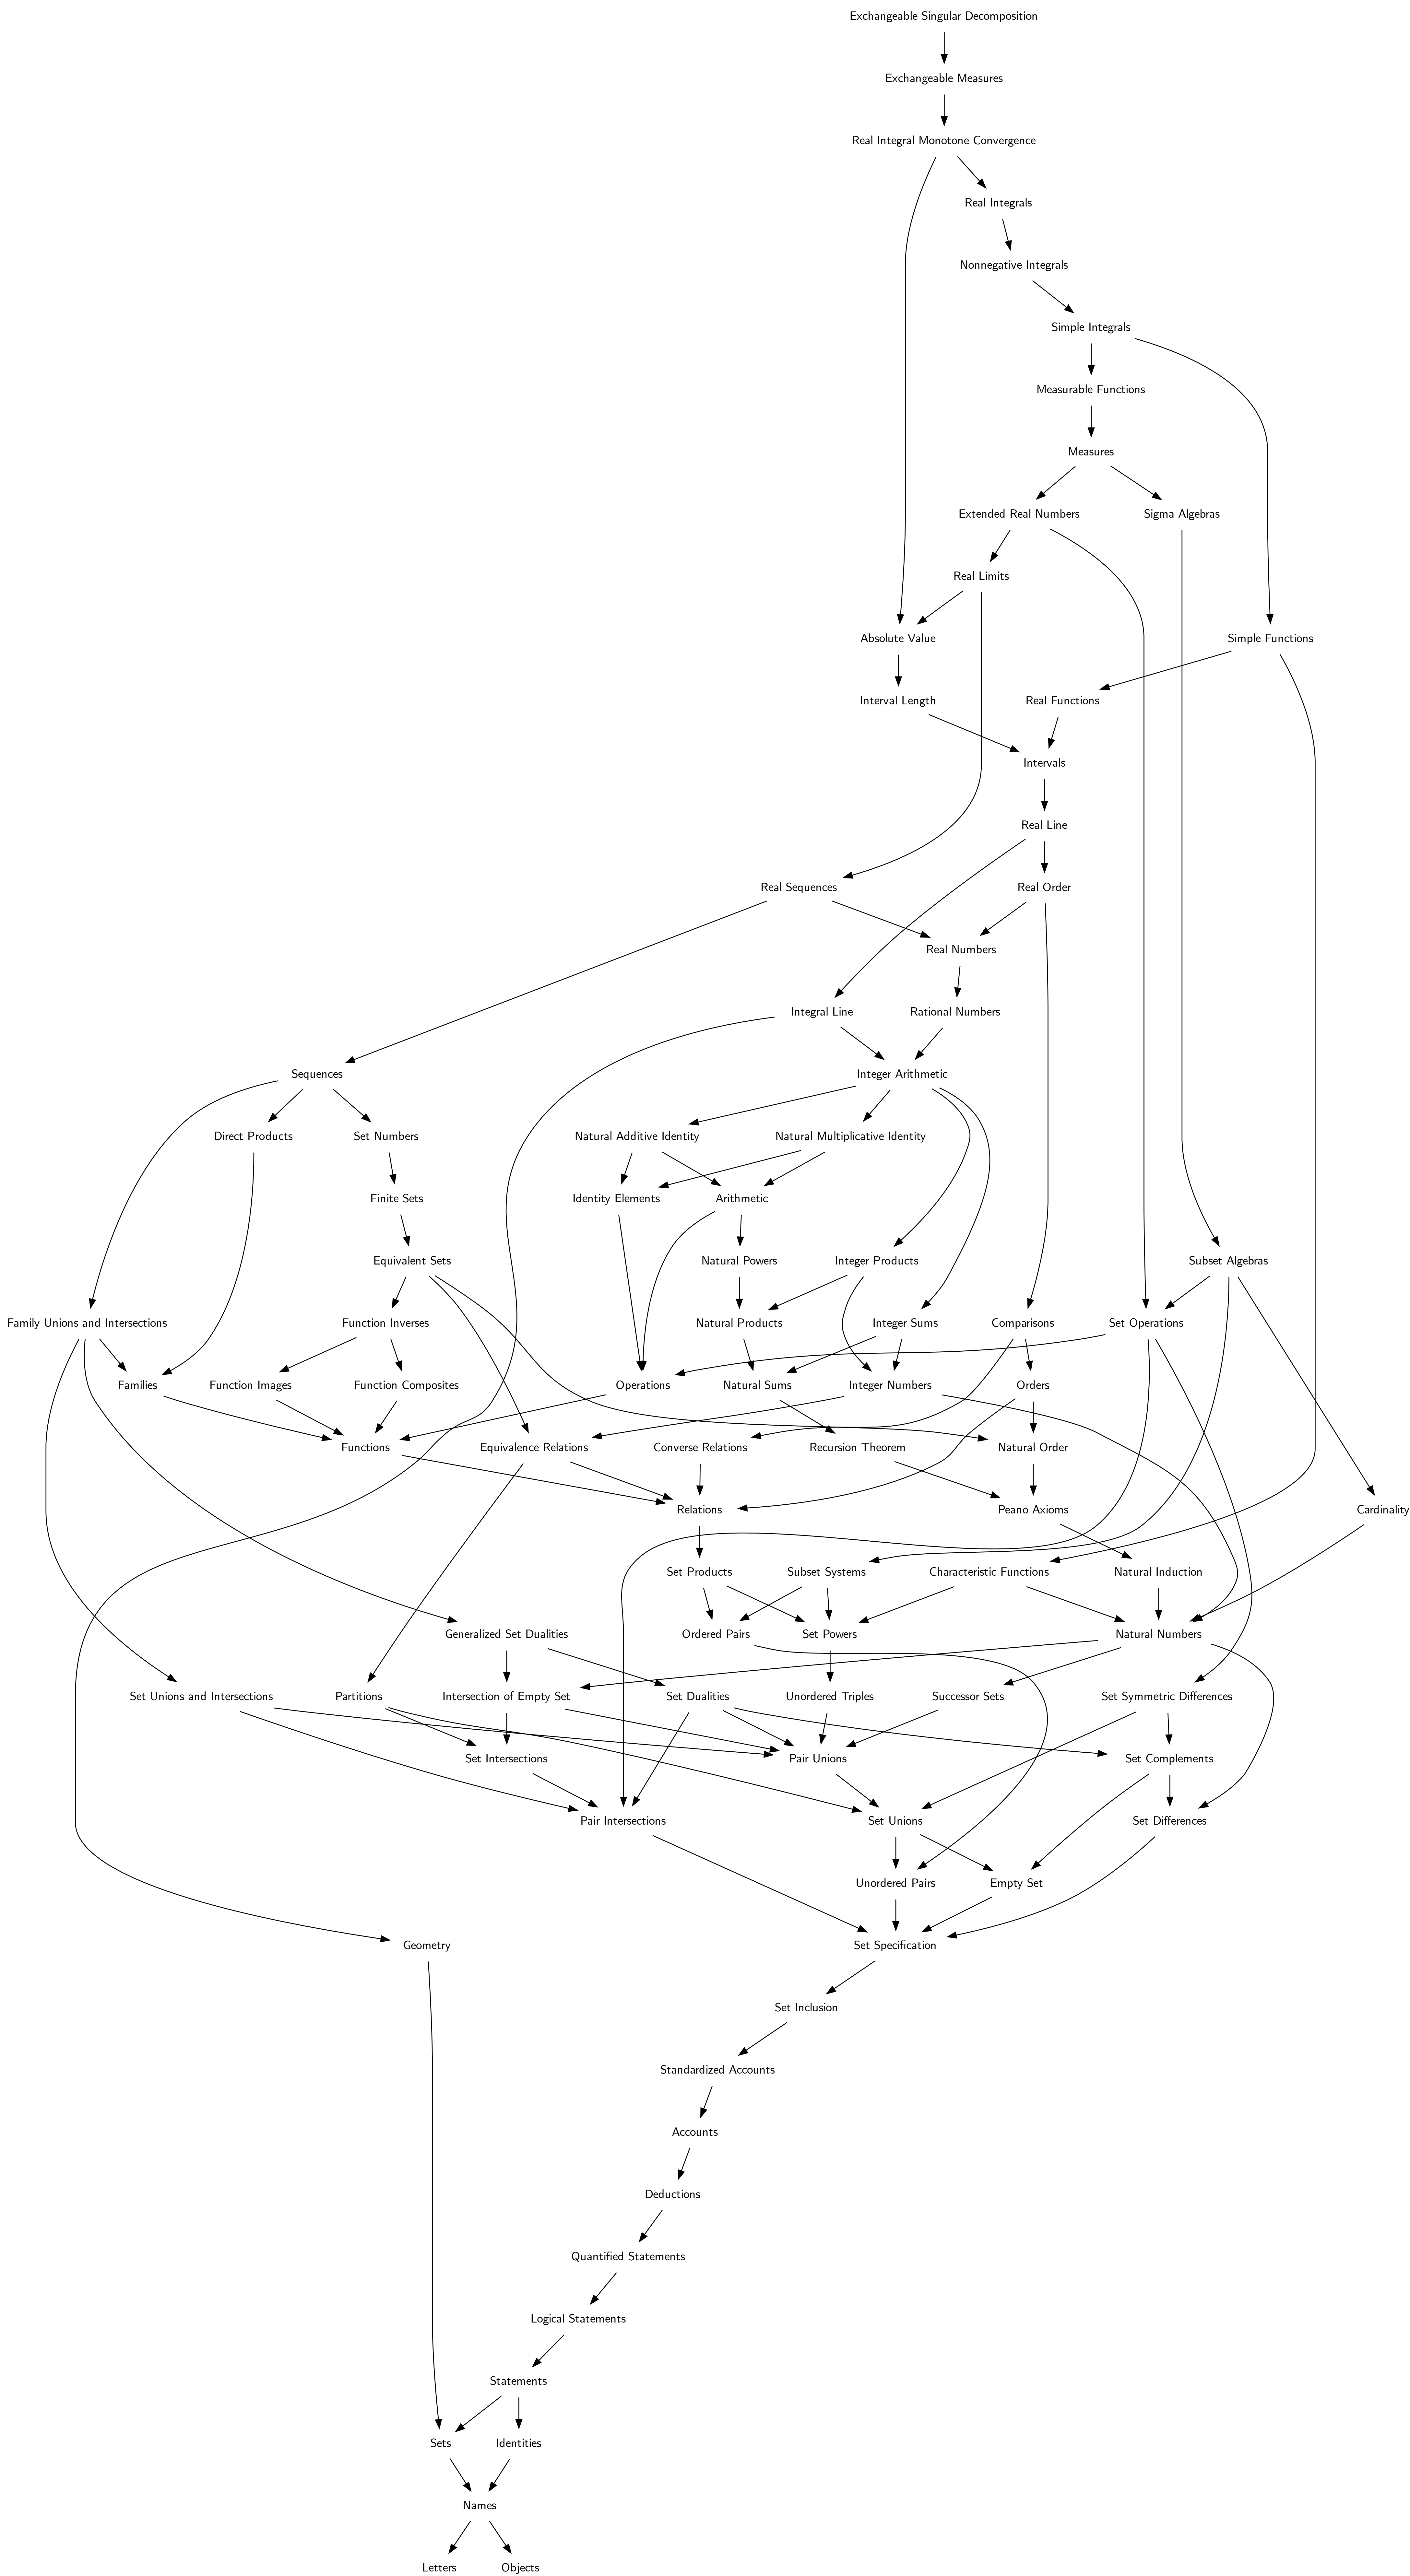 Exchangeable Singular Decomposition
Exchangeable Measures
Real Integral Monotone Convergence
Real Integrals
Nonnegative Integrals
Simple Integrals
Measurable Functions
Measures
Extended Real Numbers
Sigma Algebras
Real Limits
Absolute Value
Simple Functions
Interval Length
Real Functions
Intervals
Real Line
Real Sequences
Real Order
Real Numbers
Integral Line
Rational Numbers
Sequences
Integer Arithmetic
Direct Products
Set Numbers
Natural Additive Identity
Natural Multiplicative Identity
Finite Sets
Identity Elements
Arithmetic
Equivalent Sets
Natural Powers
Integer Products
Subset Algebras
Family Unions and Intersections
Function Inverses
Natural Products
Integer Sums
Comparisons
Set Operations
Families
Function Images
Function Composites
Operations
Natural Sums
Integer Numbers
Orders
Functions
Equivalence Relations
Converse Relations
Recursion Theorem
Natural Order
Relations
Peano Axioms
Cardinality
Set Products
Subset Systems
Characteristic Functions
Natural Induction
Generalized Set Dualities
Ordered Pairs
Set Powers
Natural Numbers
Set Unions and Intersections
Partitions
Intersection of Empty Set
Set Dualities
Unordered Triples
Successor Sets
Set Symmetric Differences
Set Intersections
Pair Unions
Set Complements
Pair Intersections
Set Unions
Set Differences
Unordered Pairs
Empty Set
Geometry
Set Specification
Set Inclusion
Standardized Accounts
Accounts
Deductions
Quantified Statements
Logical Statements
Statements
Sets
Identities
Names
Letters
Objects